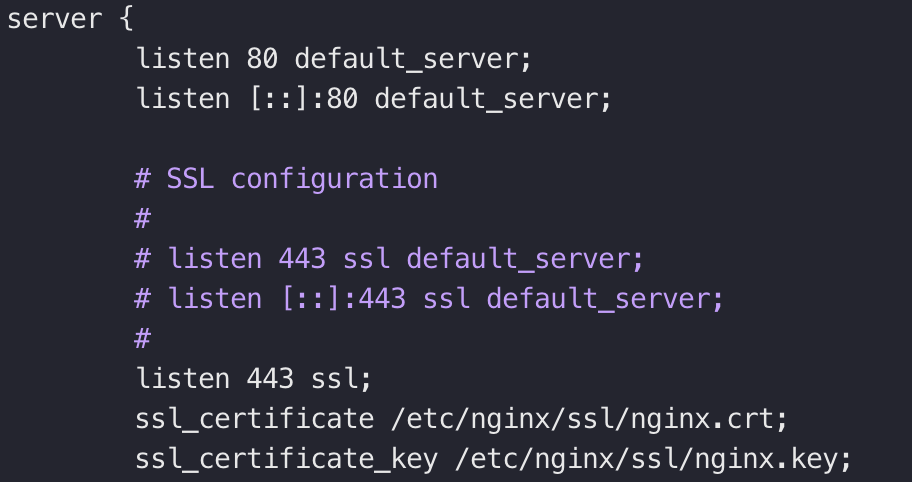 server {
listen 80 default_server;
listen [::]:80 default_server;
# SSL configuration
#
# listen 443 ssl default_server;
# listen [::]:443 ssl default_server;
#
listen 443 ssl;
ssl_certificate /etc/nginx/ssl/nginx.crt;
ssl_certificate_key /etc/nginx/ssl/nginx.key;